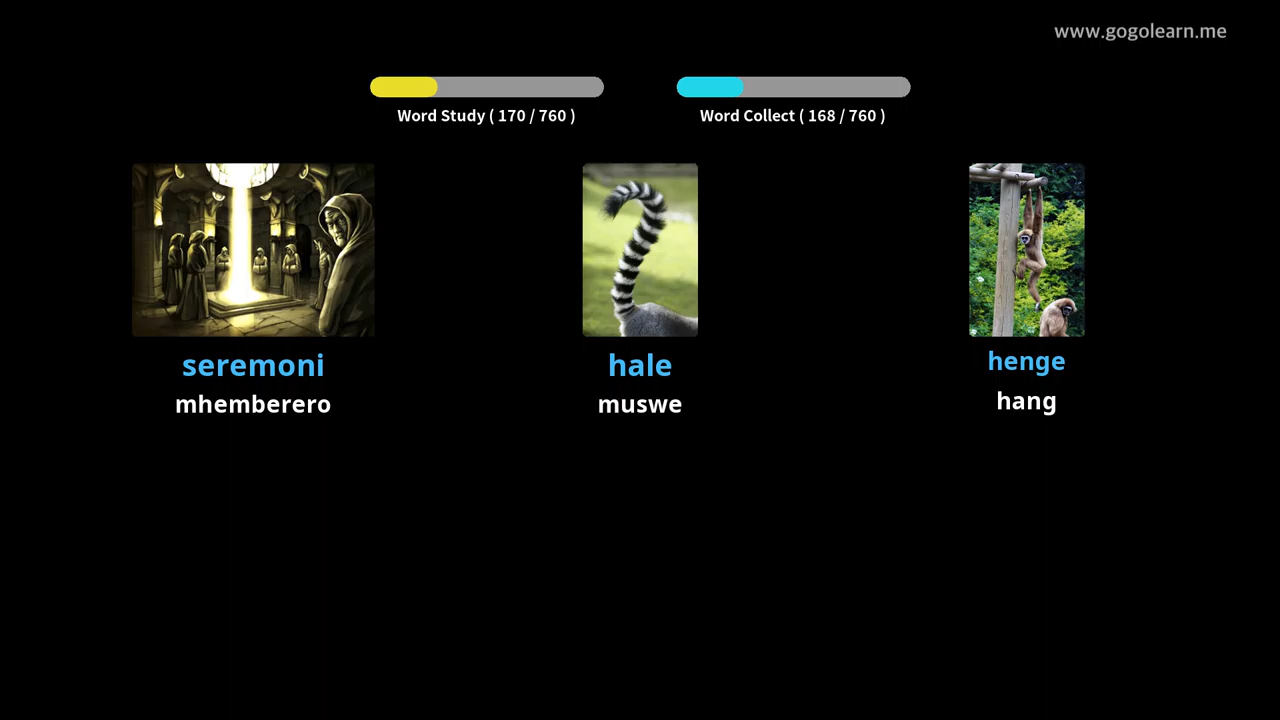 www.gogolearn.me
Word Study ( 170 / 760 )
Word Collect ( 168 / 760 )
seremoni
mhemberero
hale
muswe
henge
hang